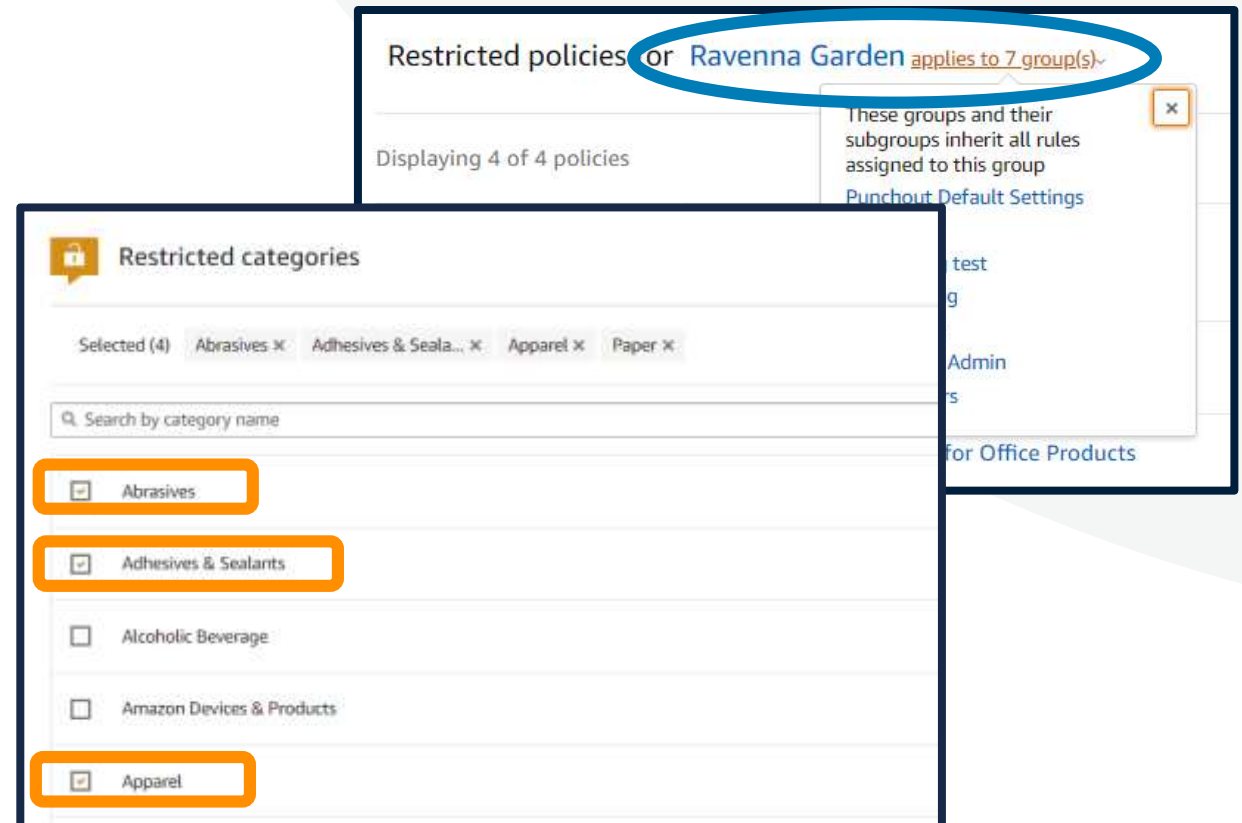 Restricted policies or Ravenna Garden applies to 7 group(s)
These groups and their
subgroups inherit all rules
assigned to this group
Displaying 4 of 4 policies
Punchout Default Settings
test
g
Admin
rs
for Office Products
Restricted categories
Selected (4) Abrasives × Adhesives & Seala... × Apparel × Paper ×
Search by category name
Abrasives
Adhesives & Sealants
Alcoholic Beverage
Amazon Devices & Products
Apparel